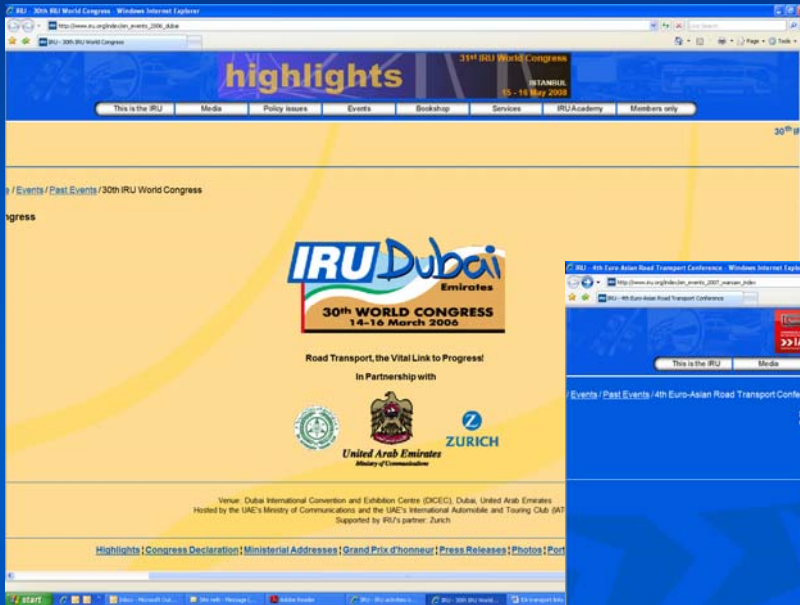 IRU - 30th IRU World Congress - Windows Internet Explorer
http://www.iru.org/index/en_events_2006_dubai
IRU - 30th IRU World Congress
Page
Tools
highlights
31st IRU World Congress
ISTANBUL
15 - 16 May 2008
This is the IRU
Media
Policy issues
Events
Bookshop
Services
IRU Academy
Members only
30th I
/ Events / Past Events / 30th IRU World Congress
ngress
IRU Dubai
Emirates
30th WORLD CONGRESS
14-16 March 2006
Road Transport, the Vital Link to Progress!
In Partnership with
ZURICH
United Arab Emirates
Ministry of Communications
Venue: Dubai International Convention and Exhibition Centre (DICEC), Dubai, United Arab Emirates
Hosted by the UAE's Ministry of Communications and the UAE's International Automobile and Touring Club (IAT
Supported by IRU's partner: Zurich
Highlights ¦ Congress Declaration ¦ Ministerial Addresses ¦ Grand Prix d'honneur ¦ Press Releases ¦ Photos ¦ Port
start
Adobe Reader
IRU - 4th Euro Asian Road Transport Conference - Windows Internet Explo
http://www.iru.org/index/en_events_2007_warsaw_index
IRU - 4th Euro-Asian Road Transport Conference
This is the IRU
Media
/ Events / Past Events / 4th Euro-Asian Road Transport Confe